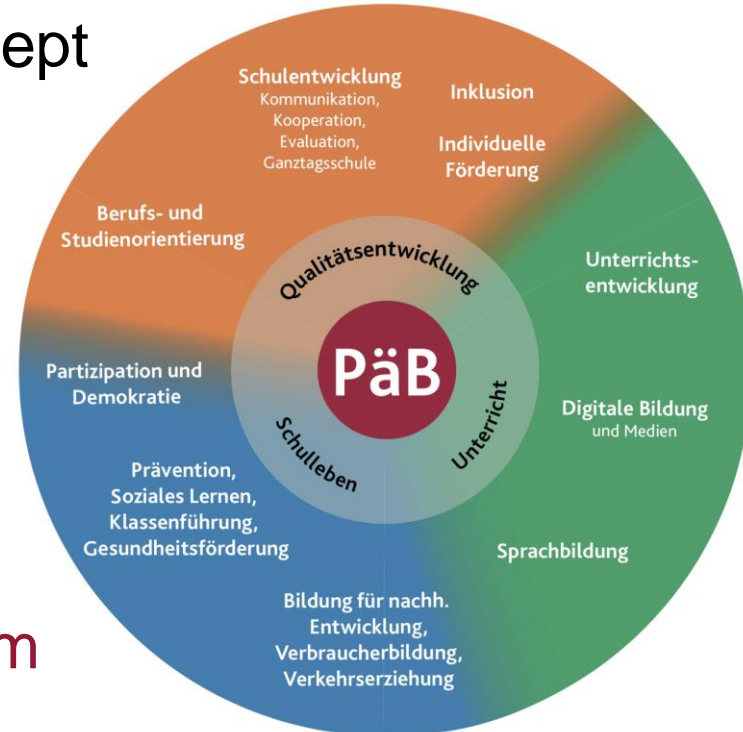 ept
Schulentwicklung
Kommunikation,
Kooperation,
Evaluation,
Ganztagsschule
Inklusion
Individuelle
Förderung
Berufs- und
Studienorientierung
Qualitätsentwicklung
Unterrichts-
entwicklung
PäB
Partizipation und
Demokratie
Digitale Bildung
und Medien
Schulleben
Unterricht
Prävention,
Soziales Lernen,
Klassenführung,
Gesundheitsförderung
Sprachbildung
Bildung für nachh.
Entwicklung,
Verbraucherbildung,
Verkehrserziehung
m